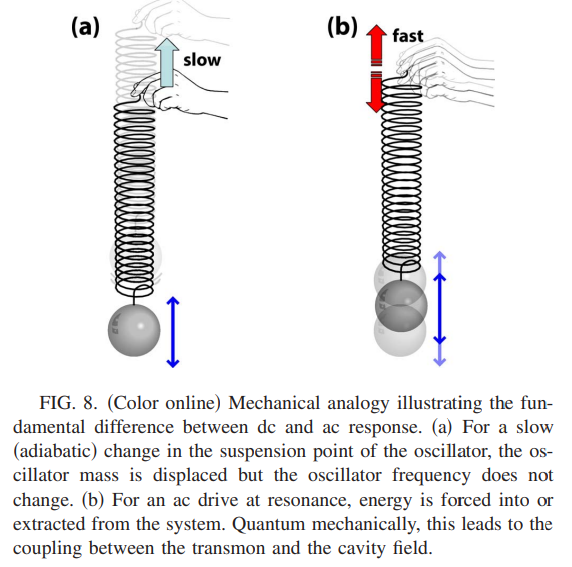 (a)
slow
(b)
fast
FIG. 8. (Color online) Mechanical analogy illustrating the fun-
damental difference between dc and ac response. (a) For a slow
(adiabatic) change in the suspension point of the oscillator, the os-
cillator mass is displaced but the oscillator frequency does not
change. (b) For an ac drive at resonance, energy is forced into or
extracted from the system. Quantum mechanically, this leads to the
coupling between the transmon and the cavity field.